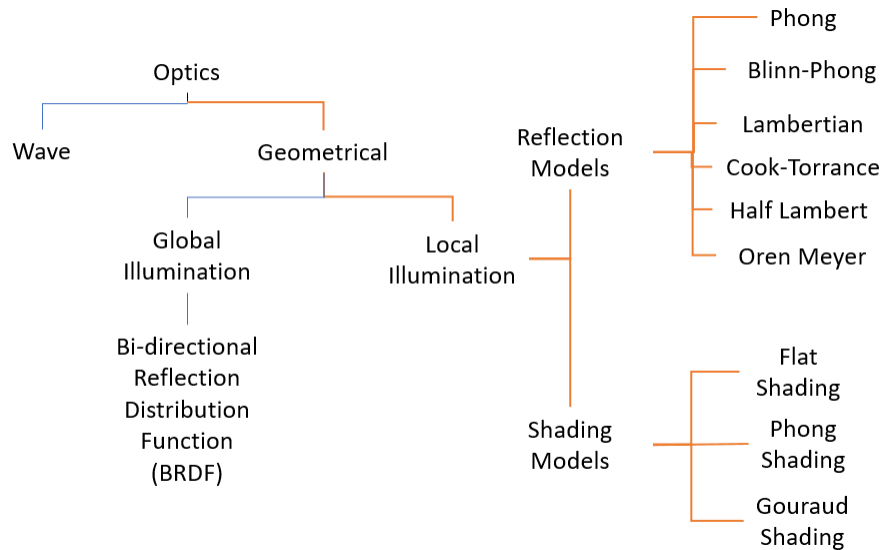 Optics
Wave
Geometrical
Global
Illumination
Local
Illumination
Bi-directional
Reflection
Distribution
Function
(BRDF)
Reflection
Models
Phong
Blinn-Phong
Lambertian
Cook-Torrance
Half Lambert
Oren Meyer
Shading
Models
Flat
Shading
Phong
Shading
Gouraud
Shading